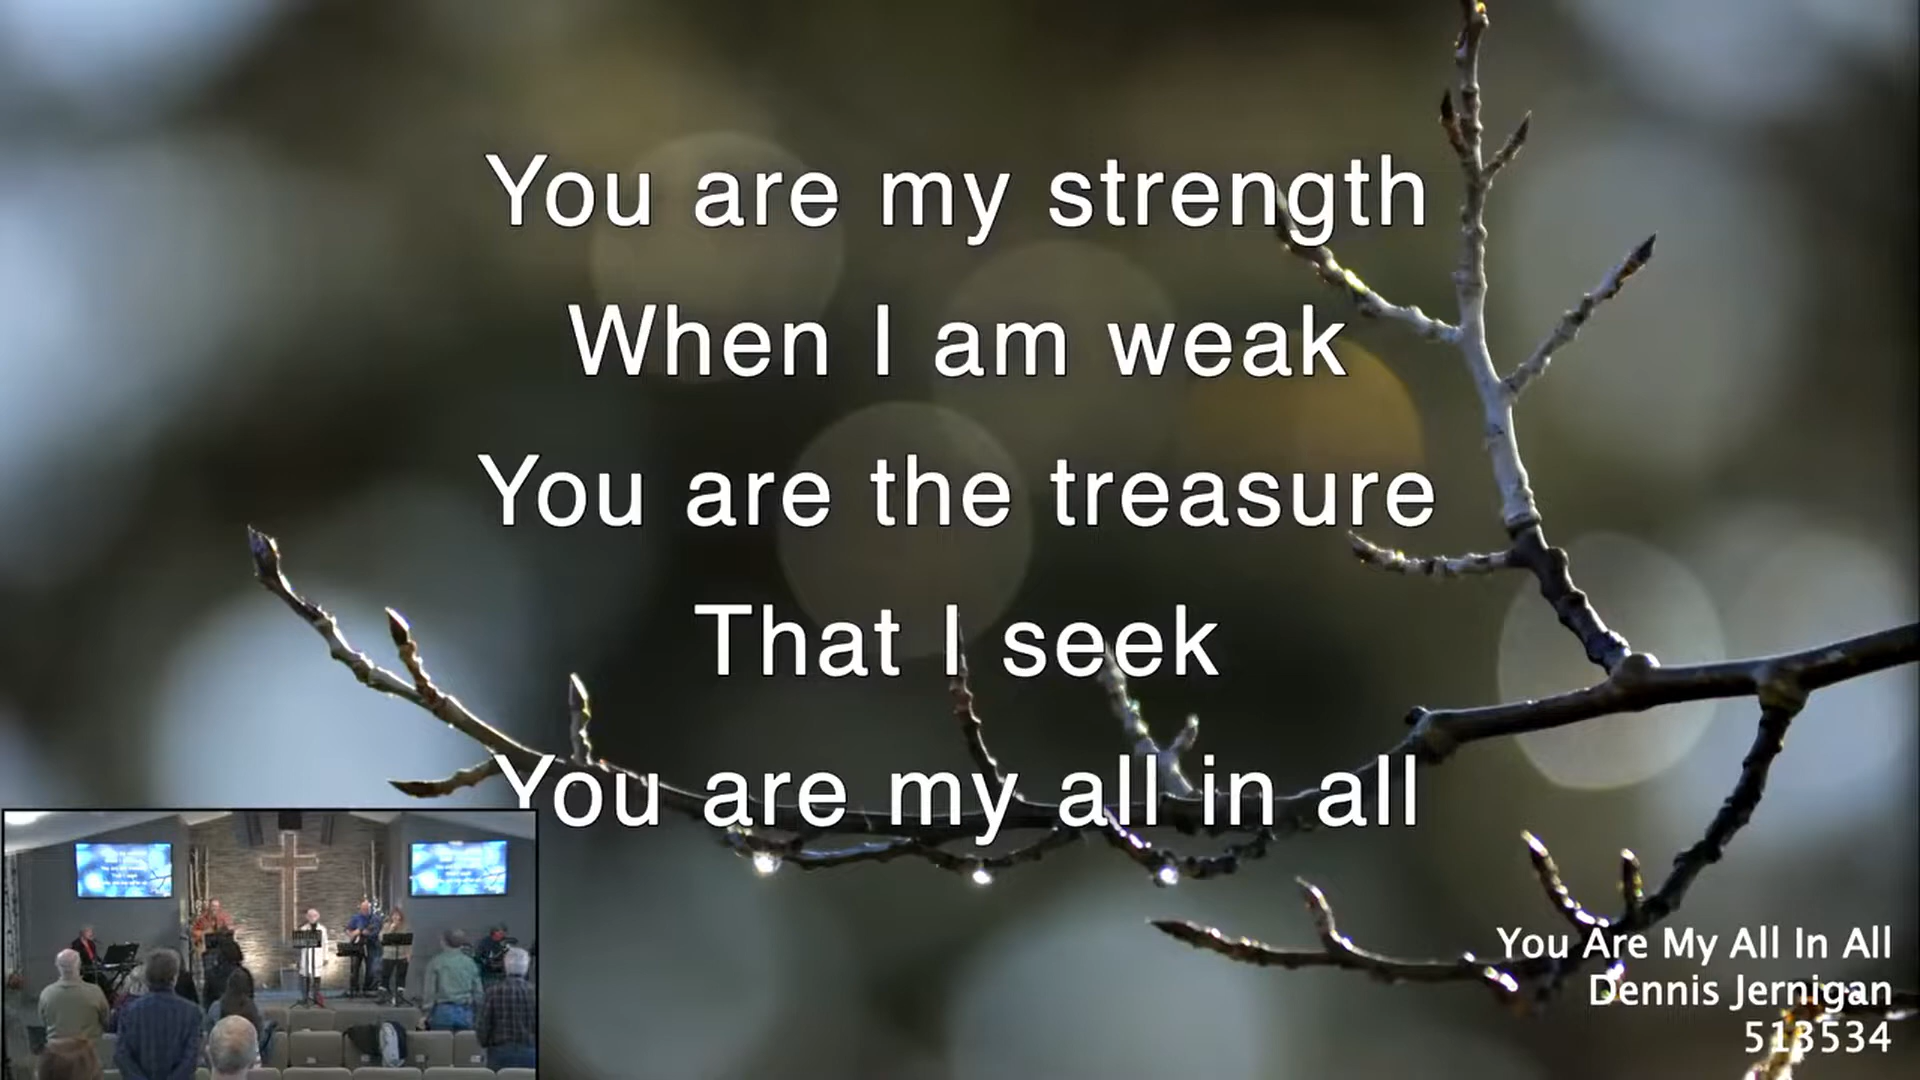 You are my strength
When I am weak
You are the treasure
That I seek
You are my all in all
You Are My All In All
Dennis Jernigan
513534